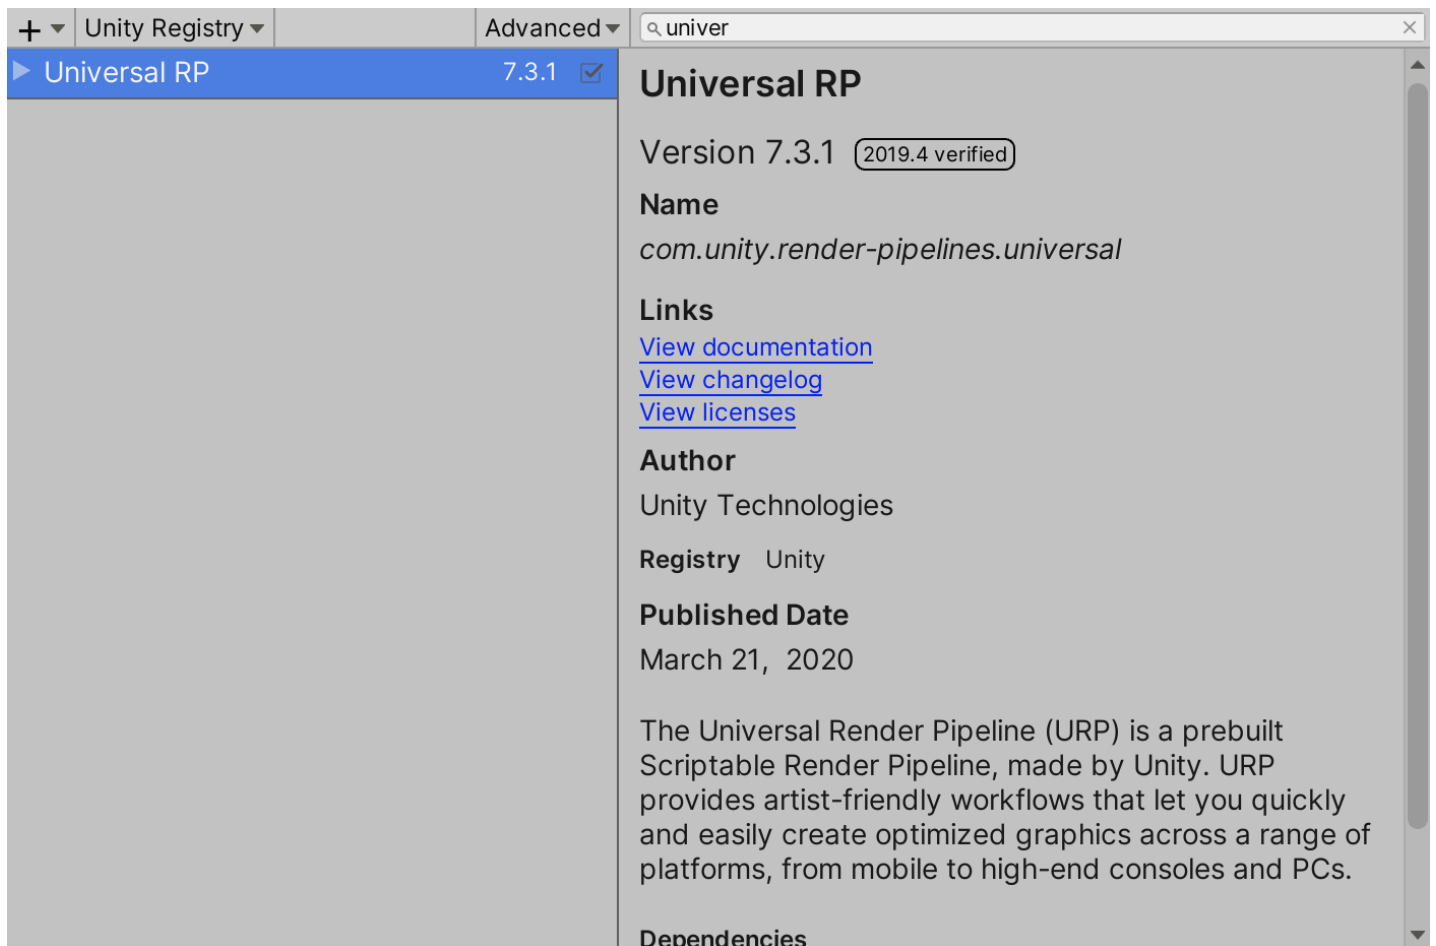 + Unity Registry Advanced univer
Universal RP 7.3.1
Universal RP
Version 7.3.1 2019.4 verified
Name
com.unity.render-pipelines.universal
Links
View documentation
View changelog
View licenses
Author
Unity Technologies
Registry Unity
Published Date
March 21, 2020
The Universal Render Pipeline (URP) is a prebuilt
Scriptable Render Pipeline, made by Unity. URP
provides artist-friendly workflows that let you quickly
and easily create optimized graphics across a range of
platforms, from mobile to high-end consoles and PCs.
Dependencies